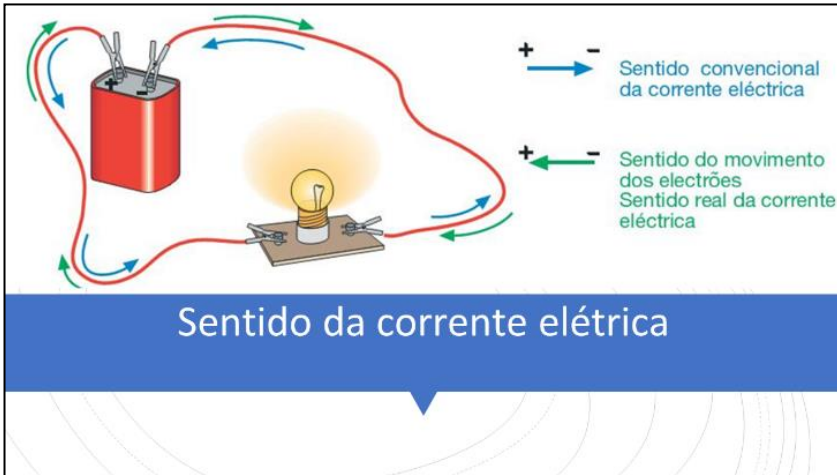 + -
Sentido convencional
da corrente eléctrica
+ -
Sentido do movimento
dos electrões
Sentido real da corrente
eléctrica
+ -
Sentido da corrente elétrica